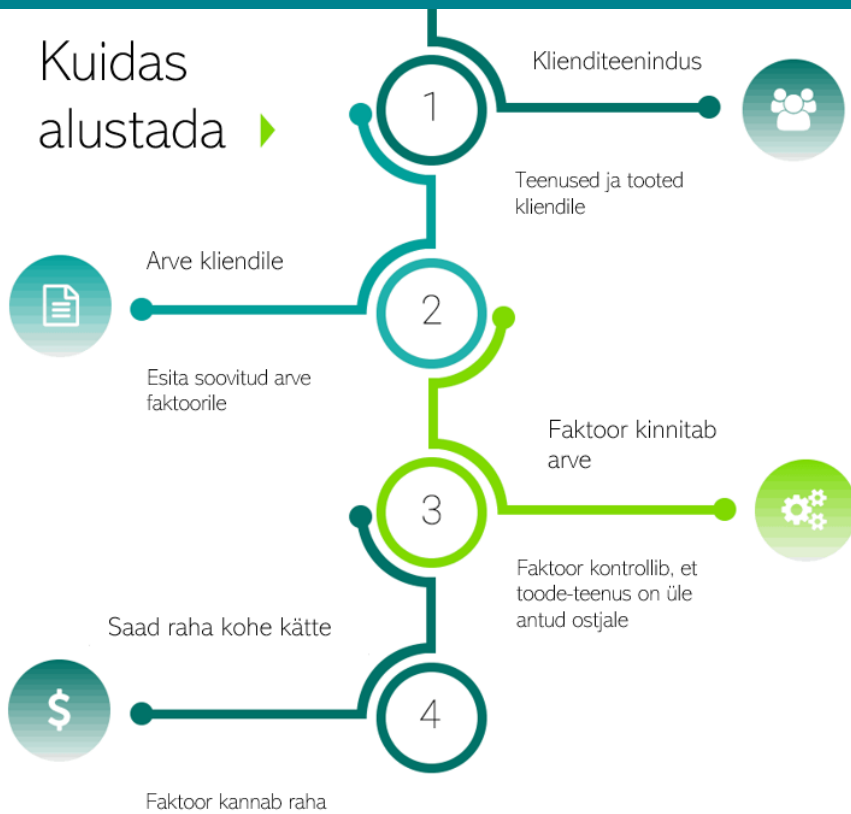 Kuidas
alustada
1
Klienditeenindus
Teenused ja tooted
kliendile
Arve kliendile
2
Esita soovitud arve
faktoorile
Faktoor kinnitab
arve
3
Faktoor kontrollib, et
toode-teenus on üle
antud ostjale
Saad raha kohe kätte
$
4
Faktoor kannab raha